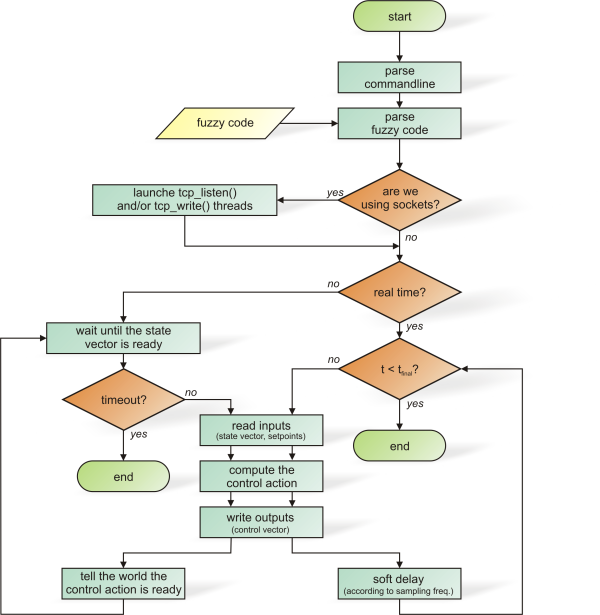 start
parse
commandline
fuzzy code
parse
fuzzy code
launche tcp_listen()
and/or tcp_write() threads
yes
are we
using sockets?
no
no
real time?
yes
wait until the state
vector is ready
no
t < tfinal?
yes
timeout?
no
yes
read inputs
(state vector, setpoints)
end
end
compute the
control action
write outputs
(control vector)
tell the world the
control action is ready
soft delay
(according to sampling freq.)